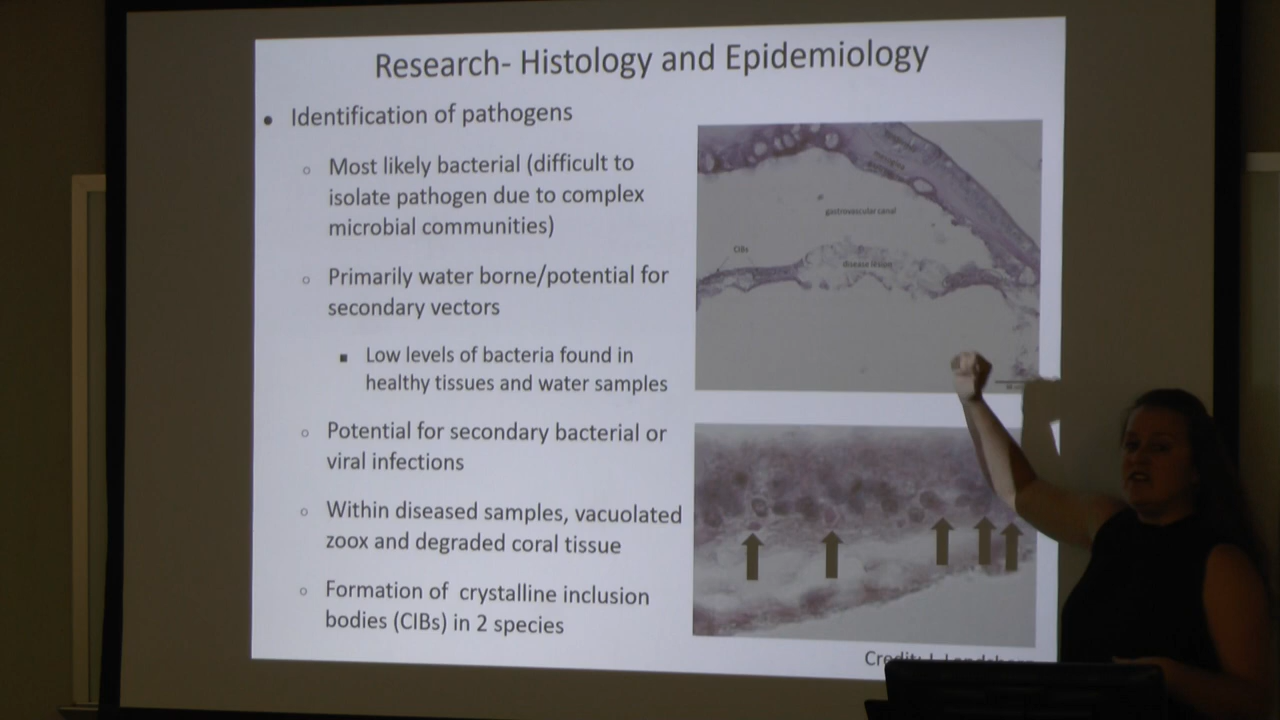 Research- Histology and Epidemiology
• Identification of pathogens
○ Most likely bacterial (difficult to
isolate pathogen due to complex
microbial communities)
○ Primarily water borne/potential for
secondary vectors
▪ Low levels of bacteria found in
healthy tissues and water samples
○ Potential for secondary bacterial or
viral infections
○ Within diseased samples, vacuolated
zoox and degraded coral tissue
○ Formation of crystalline inclusion
bodies (CIBs) in 2 species
gastrovascular canal
CIBs
disease lesion
Credit: J. Landsberg